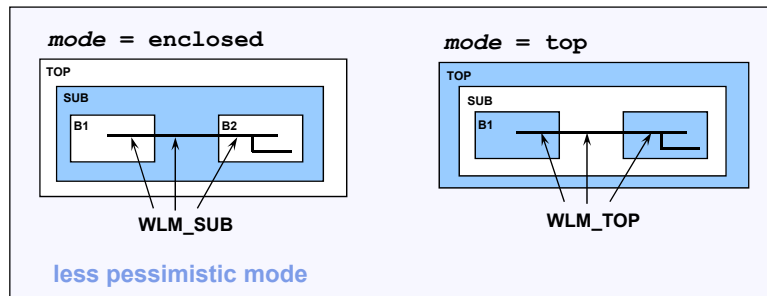 mode = enclosed
TOP
SUB
B1
B2
WLM_SUB
less pessimistic mode
mode = top
TOP
SUB
B1
WLM_TOP